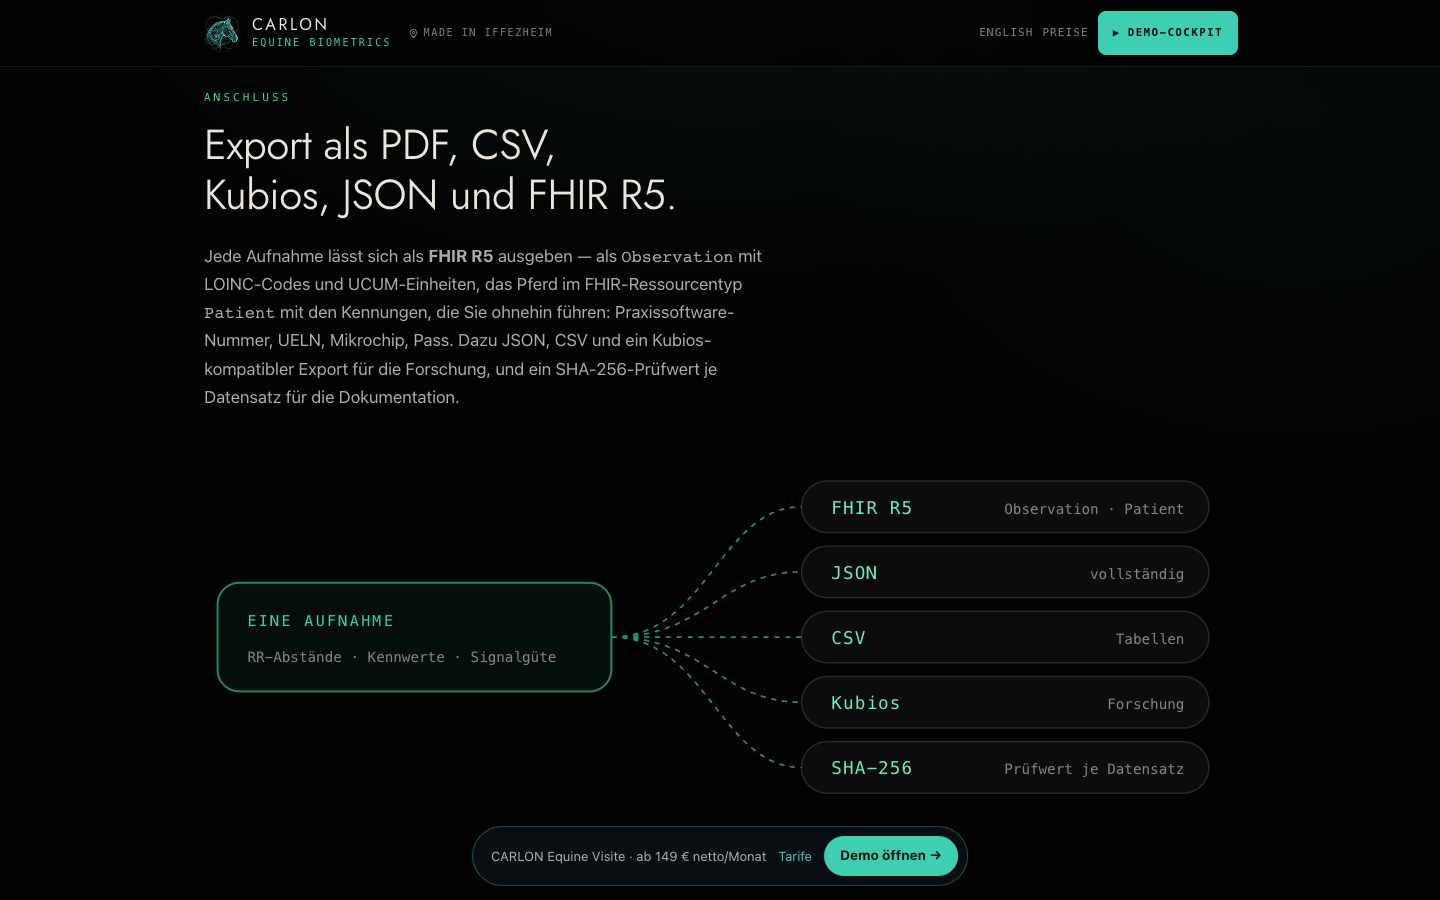 CARLON
EQUINE BIOMETRICS
MADE IN IFFEZHEIM
ENGLISH PREISE
▶ DEMO-COCKPIT
ANSCHLUSS
Export als PDF, CSV,
Kubios, JSON und FHIR R5.
Jede Aufnahme lässt sich als FHIR R5 ausgeben — als Observation mit
LOINC-Codes und UCUM-Einheiten, das Pferd im FHIR-Ressourcentyp
Patient mit den Kennungen, die Sie ohnehin führen: Praxissoftware-
Nummer, UELN, Mikrochip, Pass. Dazu JSON, CSV und ein Kubios-
kompatibler Export für die Forschung, und ein SHA-256-Prüfwert je
Datensatz für die Dokumentation.
EINE AUFNAHME
RR-Abstände · Kennwerte · Signalgüte
FHIR R5 Observation · Patient
JSON vollständig
CSV Tabellen
Kubios Forschung
SHA-256 Prüfwert je Datensatz
CARLON Equine Visite · ab 149 € netto/Monat Tarife Demo öffnen →